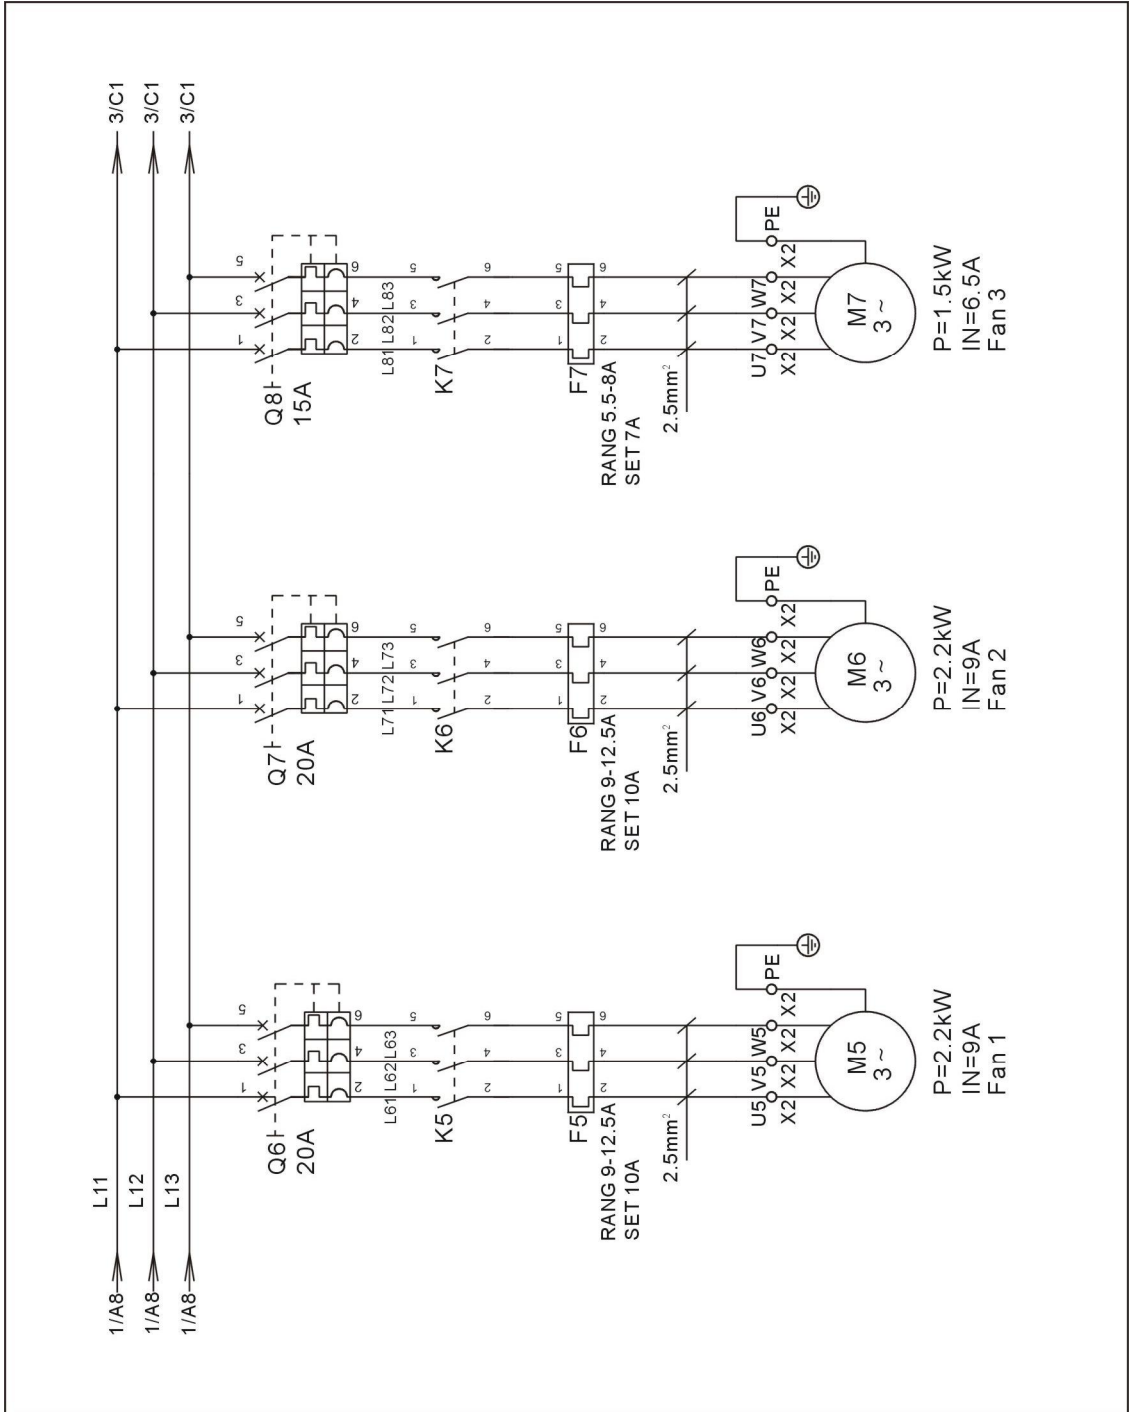 L11
L12
L13
1/A8
1/A8
1/A8
3/C1
3/C1
3/C1
Q6
20A
1 3 5
2 4 6
L61 L62 L63
K5
1 3 5
2 4 6
F5
1 3 5
2 4 6
RANG 9-12.5A
SET 10A
2.5mm²
U5 V5 W5 PE
X2 X2 X2 X2
M5
3 ~
P=2.2kW
IN=9A
Fan 1
Q7
20A
1 3 5
2 4 6
L71 L72 L73
K6
1 3 5
2 4 6
F6
1 3 5
2 4 6
RANG 9-12.5A
SET 10A
2.5mm²
U6 V6 W6 PE
X2 X2 X2 X2
M6
3 ~
P=2.2kW
IN=9A
Fan 2
Q8
15A
1 3 5
2 4 6
L81 L82 L83
K7
1 3 5
2 4 6
F7
1 3 5
2 4 6
RANG 5.5-8A
SET 7A
2.5mm²
U7 V7 W7 PE
X2 X2 X2 X2
M7
3 ~
P=1.5kW
IN=6.5A
Fan 3